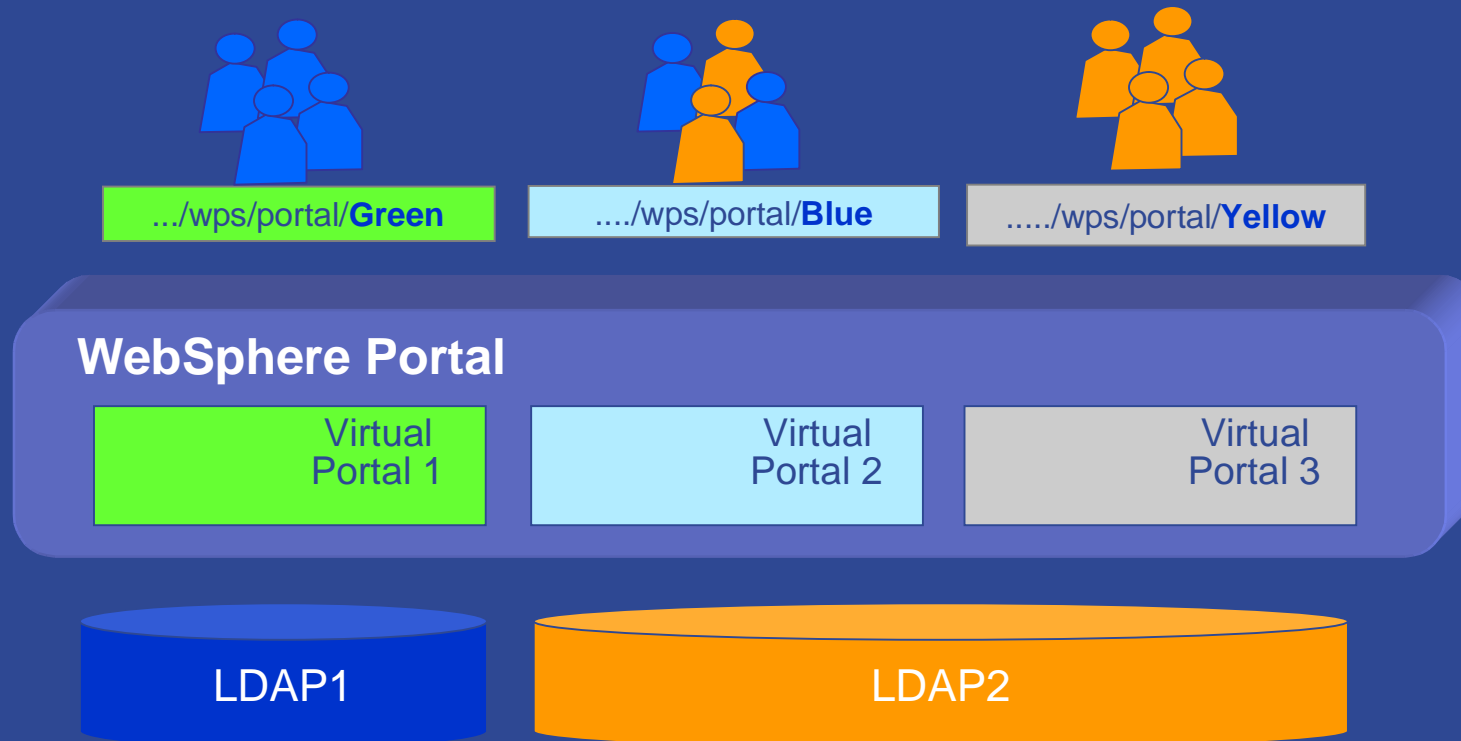 .../wps/portal/Green
..../wps/portal/Blue
...../wps/portal/Yellow
WebSphere Portal
Virtual
Portal 1
Virtual
Portal 2
Virtual
Portal 3
LDAP1
LDAP2